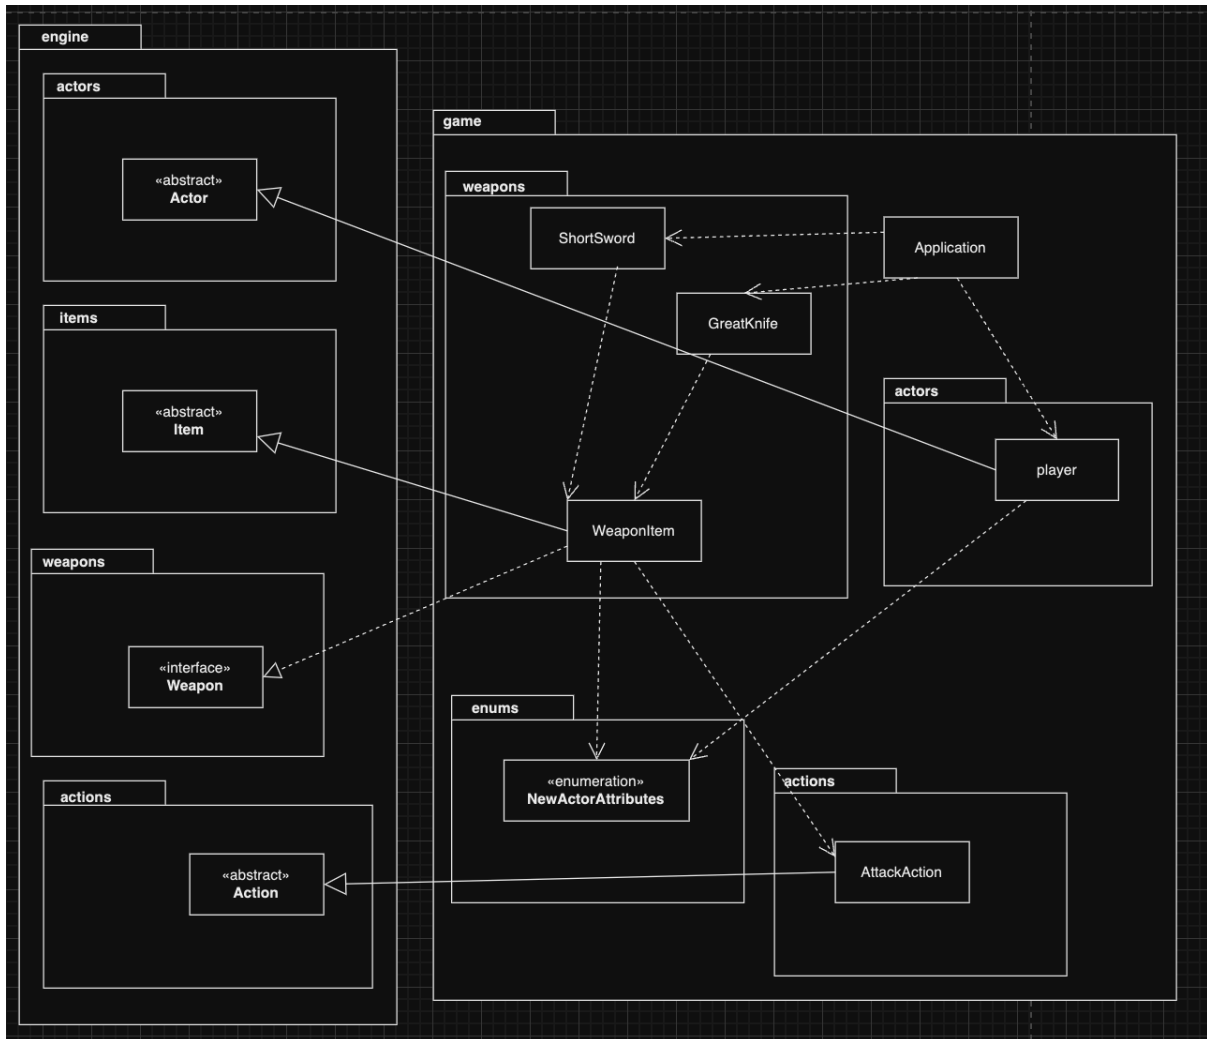 engine
actors
«abstract»
Actor
items
«abstract»
Item
weapons
«interface»
Weapon
actions
«abstract»
Action
game
weapons
ShortSword
Application
GreatKnife
actors
player
WeaponItem
enums
«enumeration»
NewActorAttributes
actions
AttackAction